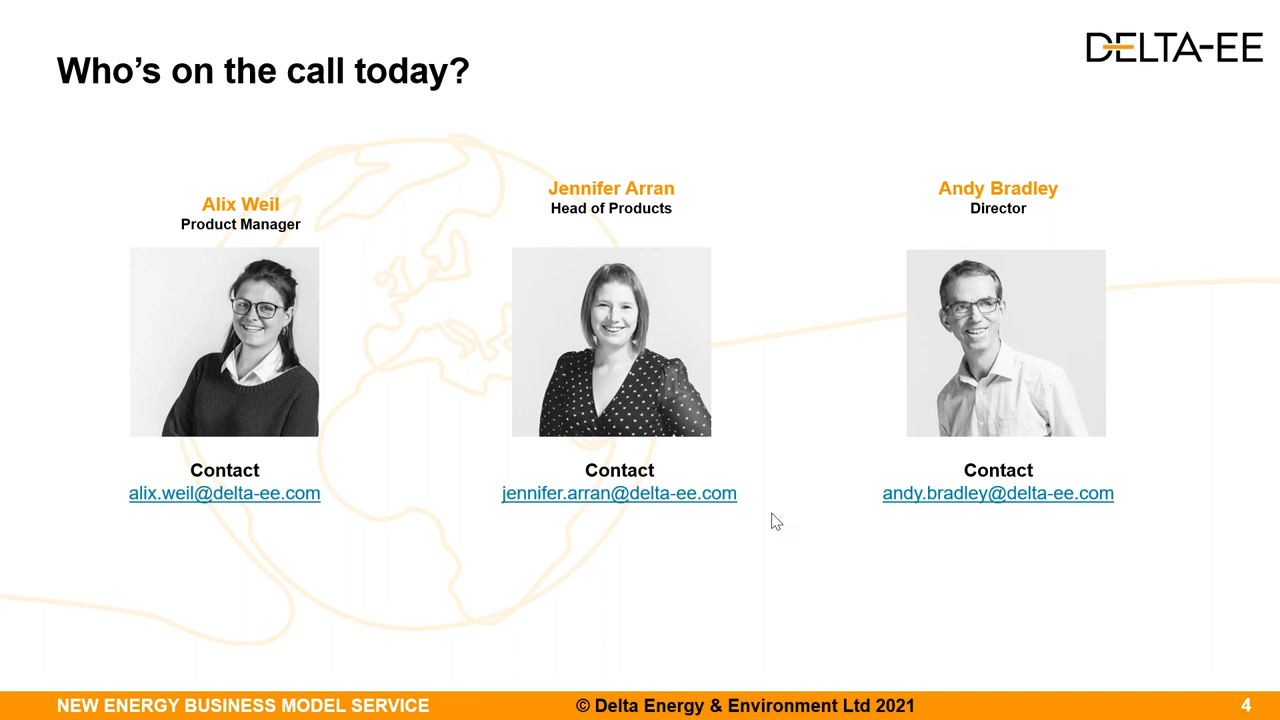 DELTA-EE
Who’s on the call today?
Alix Weil
Product Manager
Jennifer Arran
Head of Products
Andy Bradley
Director
Contact
alix.weil@delta-ee.com
Contact
jennifer.arran@delta-ee.com
Contact
andy.bradley@delta-ee.com
NEW ENERGY BUSINESS MODEL SERVICE
© Delta Energy & Environment Ltd 2021
4